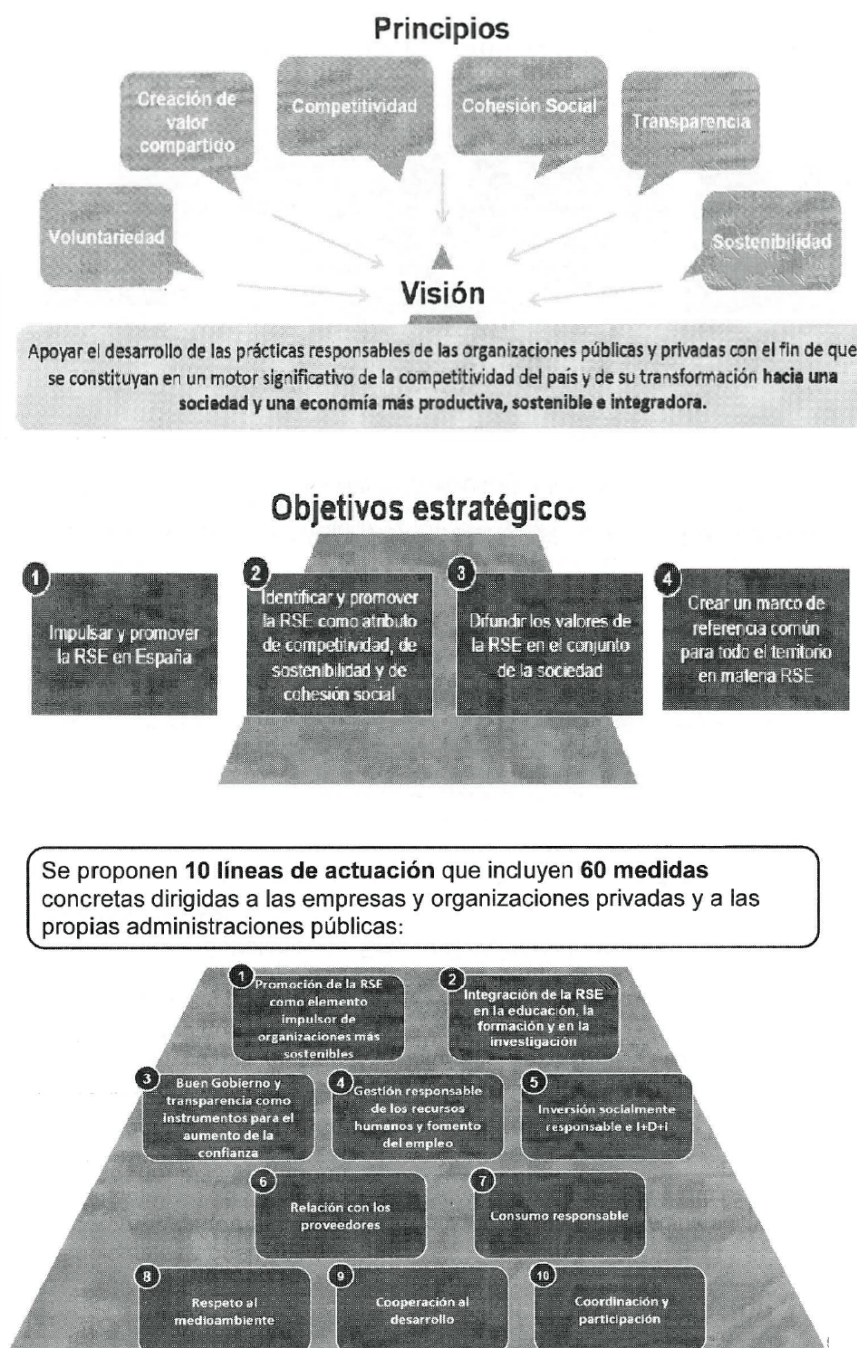 Principios
Creación de
valor
compartido
Competitividad
Cohesión Social
Transparencia
Voluntariedad
Sostenibilidad
Visión
Apoyar el desarrollo de las prácticas responsables de las organizaciones públicas y privadas con el fin de que
se constituyan en un motor significativo de la competitividad del país y de su transformación hacia una
sociedad y una economía más productiva, sostenible e integradora.
Objetivos estratégicos
1
Impulsar y promover
la RSE en España
2
Identificar y promover
la RSE como atributo
de competitividad, de
sostenibilidad y de
cohesión social
3
Difundir los valores de
la RSE en el conjunto
de la sociedad
4
Crear un marco de
referencia común
para todo el territorio
en materia RSE
Se proponen 10 líneas de actuación que incluyen 60 medidas
concretas dirigidas a las empresas y organizaciones privadas y a las
propias administraciones públicas:
1
Promoción de la RSE
como elemento
impulsor de
organizaciones más
sostenibles
2
Integración de la RSE
en la educación, la
formación y en la
investigación
3
Buen Gobierno y
transparencia como
instrumentos para el
aumento de la
confianza
4
Gestión responsable
de los recursos
humanos y fomento
del empleo
5
Inversión socialmente
responsable e I+D+I
6
Relación con los
proveedores
7
Consumo responsable
8
Respeto al
medioambiente
9
Cooperación al
desarrollo
10
Coordinación y
participación